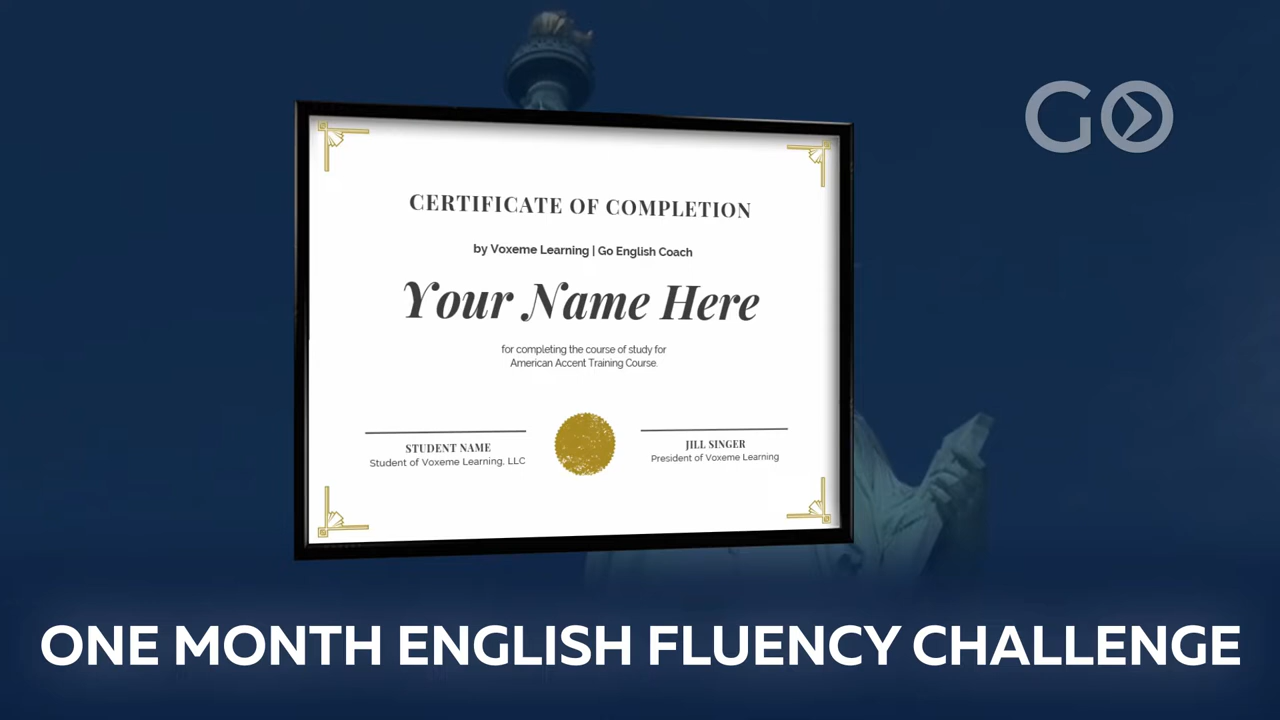 GO
CERTIFICATE OF COMPLETION
by Voxeme Learning | Go English Coach
Your Name Here
for completing the course of study for
American Accent Training Course.
STUDENT NAME
Student of Voxeme Learning, LLC
JILL SINGER
President of Voxeme Learning
ONE MONTH ENGLISH FLUENCY CHALLENGE